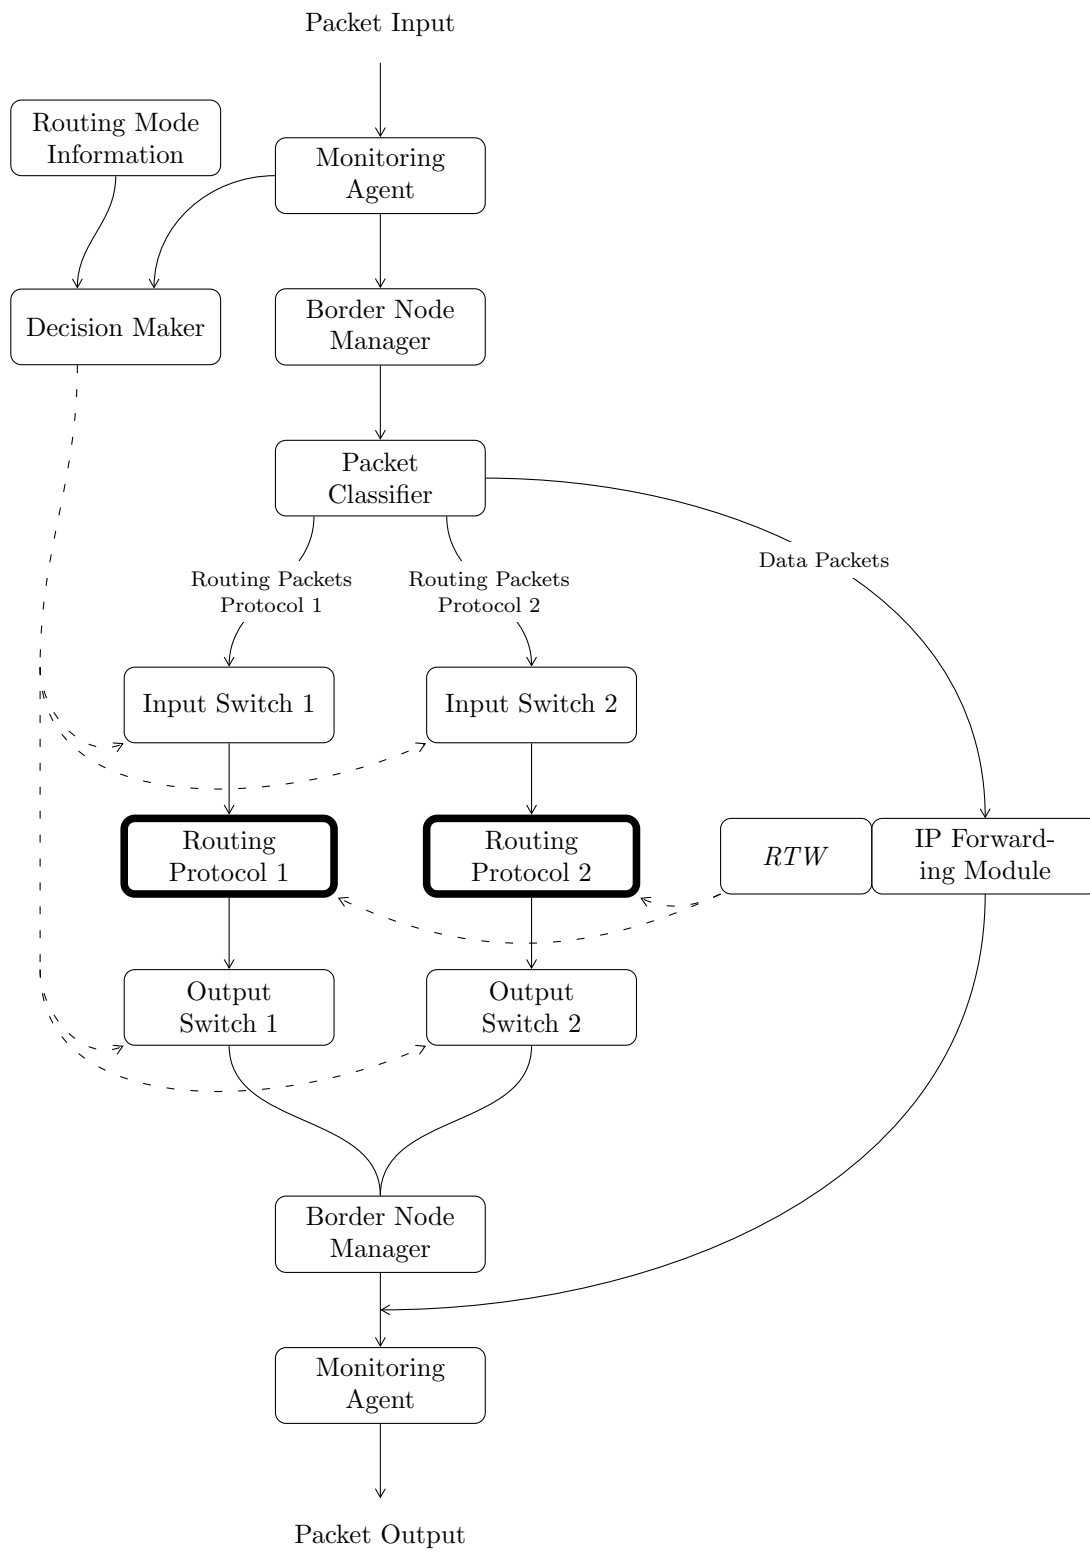 Packet Input
Routing Mode
Information
Monitoring
Agent
Decision Maker
Border Node
Manager
Packet
Classifier
Data Packets
Routing Packets
Protocol 1
Routing Packets
Protocol 2
Input Switch 1
Input Switch 2
Routing
Protocol 1
Routing
Protocol 2
RTW
IP Forward-
ing Module
Output
Switch 1
Output
Switch 2
Border Node
Manager
Monitoring
Agent
Packet Output